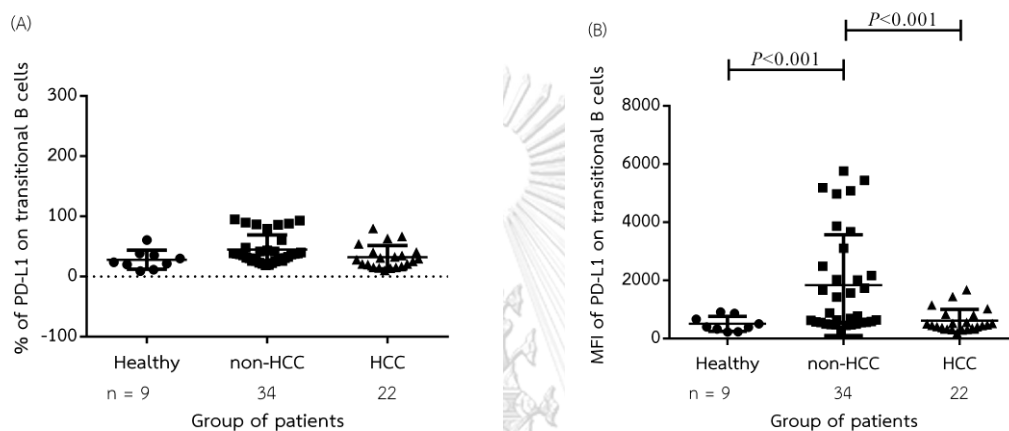 (A)
% of PD-L1 on transitional B cells
300
200
100
0
-100
Healthy non-HCC HCC
n = 9 34 22
Group of patients
(B)
P<0.001
P<0.001
MFI of PD-L1 on transitional B cells
8000
6000
4000
2000
0
Healthy non-HCC HCC
n = 9 34 22
Group of patients